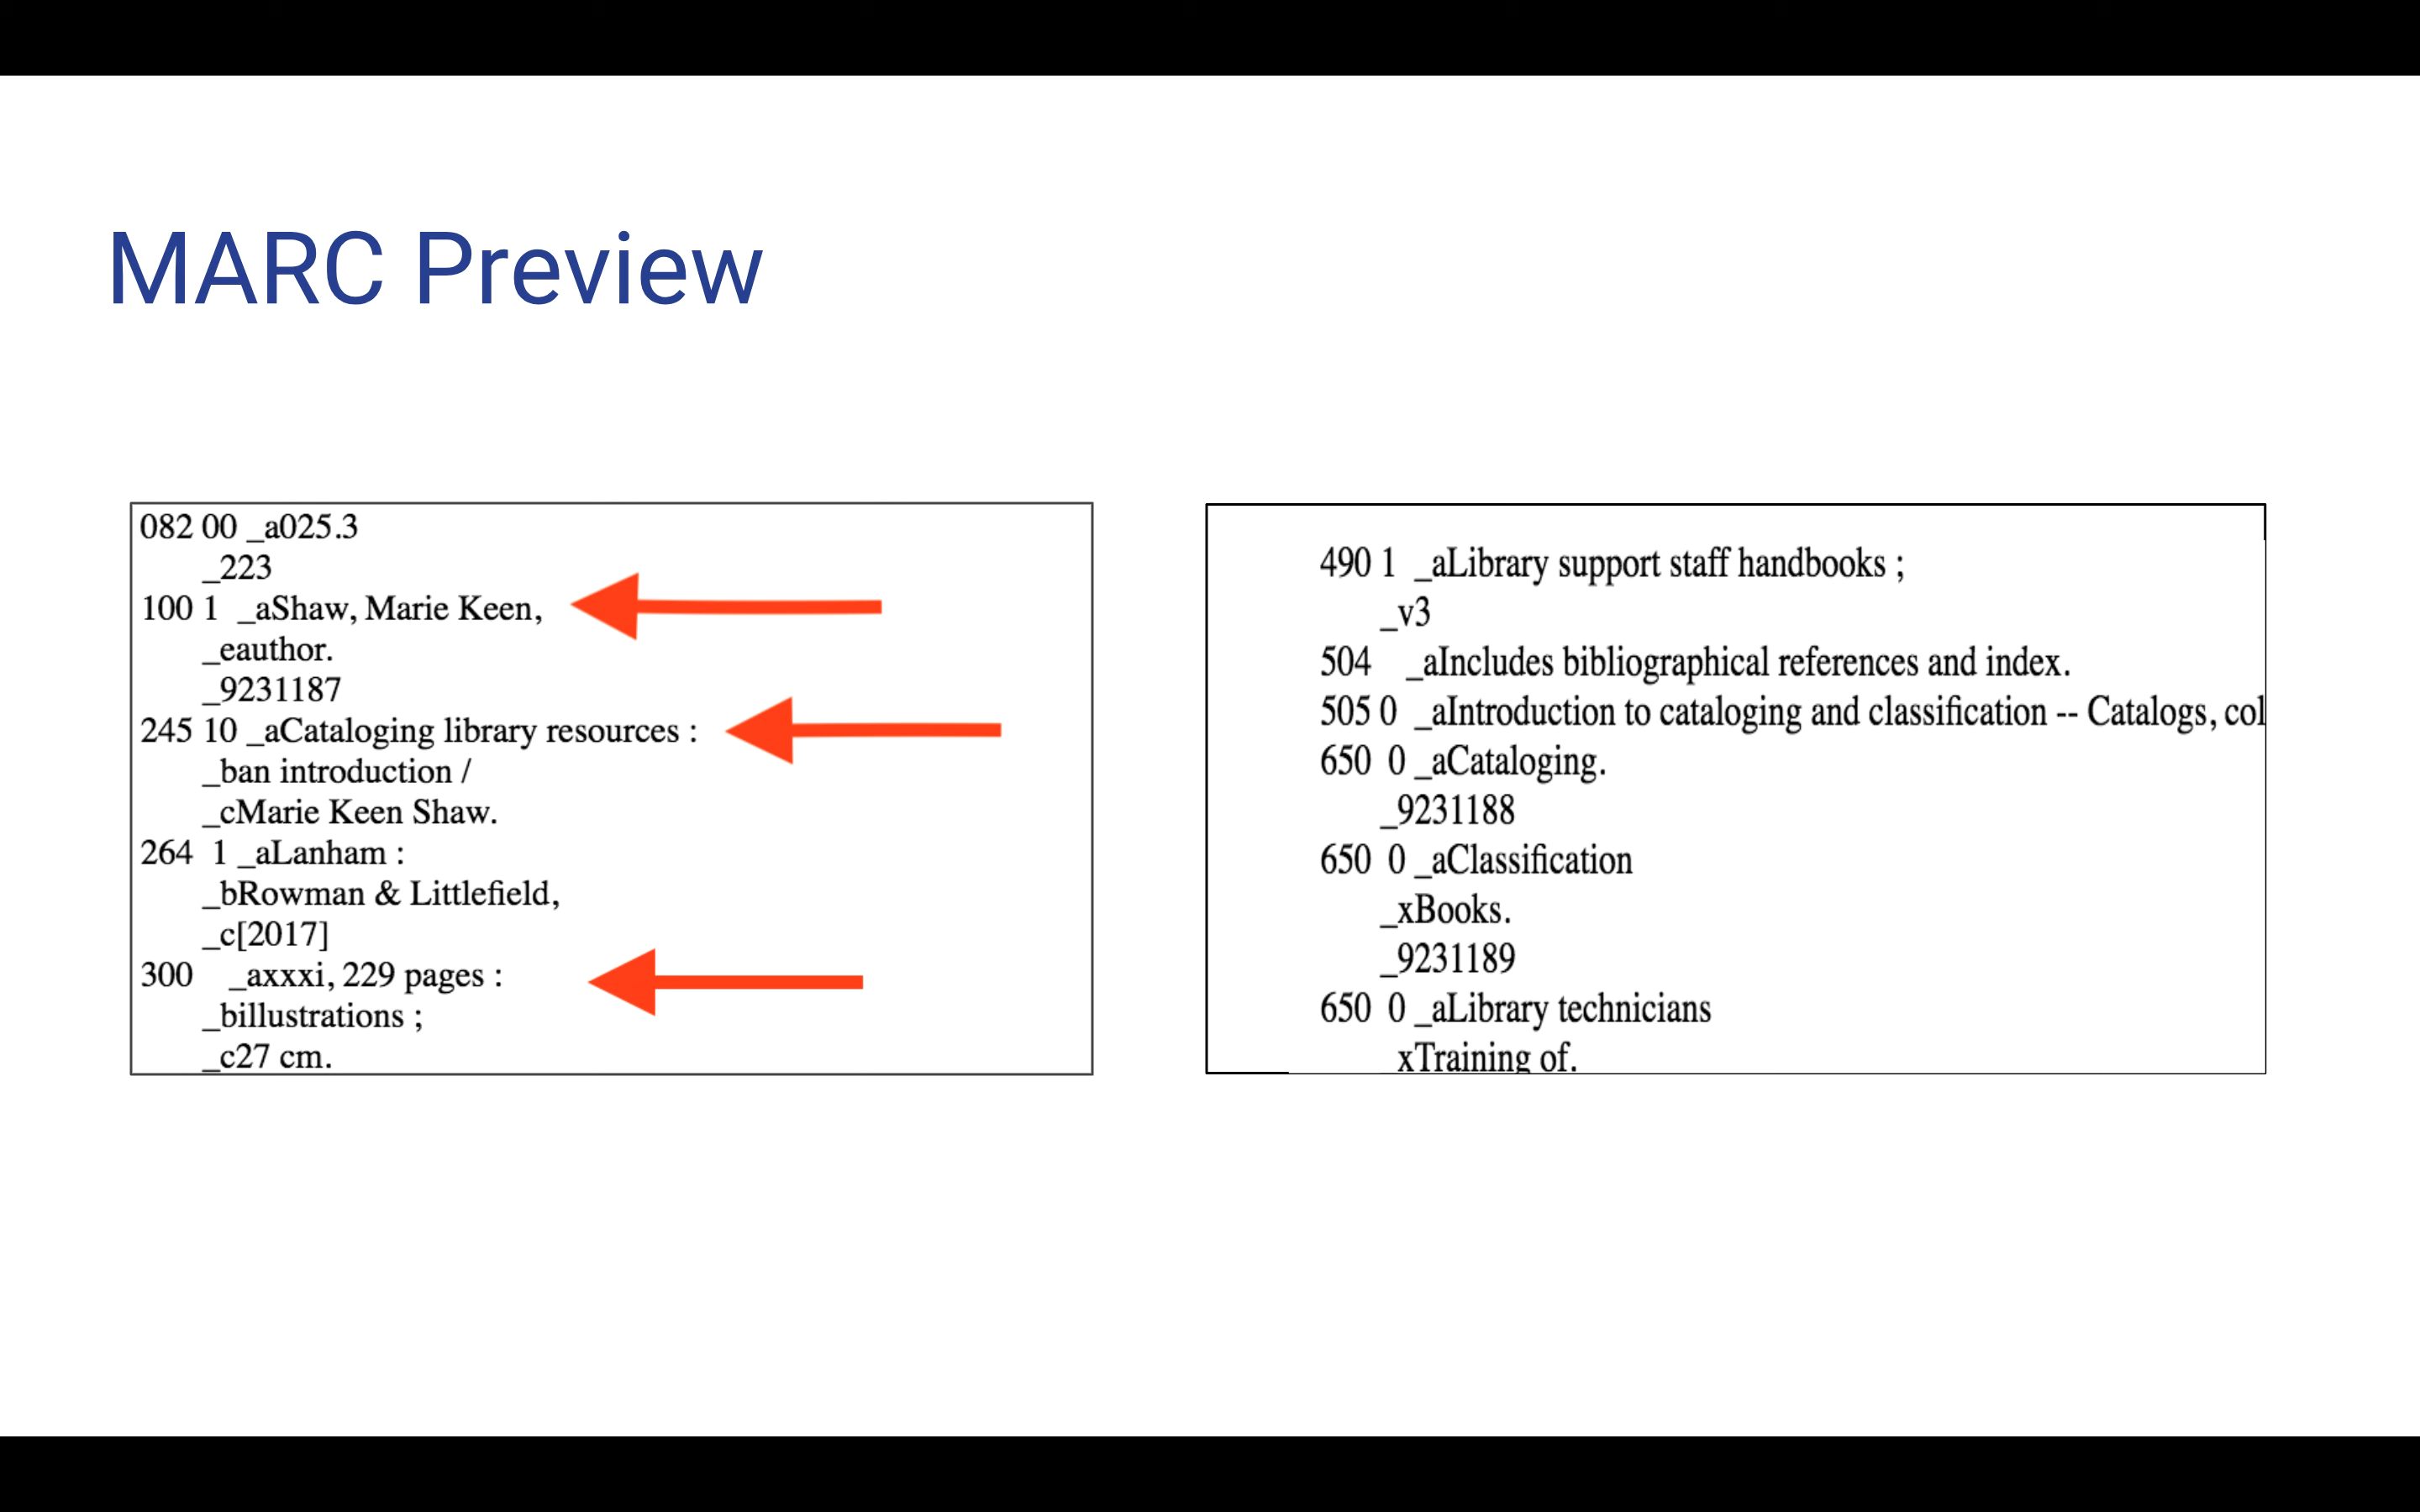 MARC Preview
082 00 _a025.3
_223
100 1 _aShaw, Marie Keen,
_eauthor.
_9231187
245 10 _aCataloging library resources :
_ban introduction /
_cMarie Keen Shaw.
264 1 _aLanham :
_bRowman & Littlefield,
_c[2017]
300 _axxxi, 229 pages :
_billustrations ;
_c27 cm.
490 1 _aLibrary support staff handbooks ;
_v3
504 _aIncludes bibliographical references and index.
505 0 _aIntroduction to cataloging and classification -- Catalogs, col
650 0 _aCataloging.
_9231188
650 0 _aClassification
_xBooks.
_9231189
650 0 _aLibrary technicians
xTraining of.